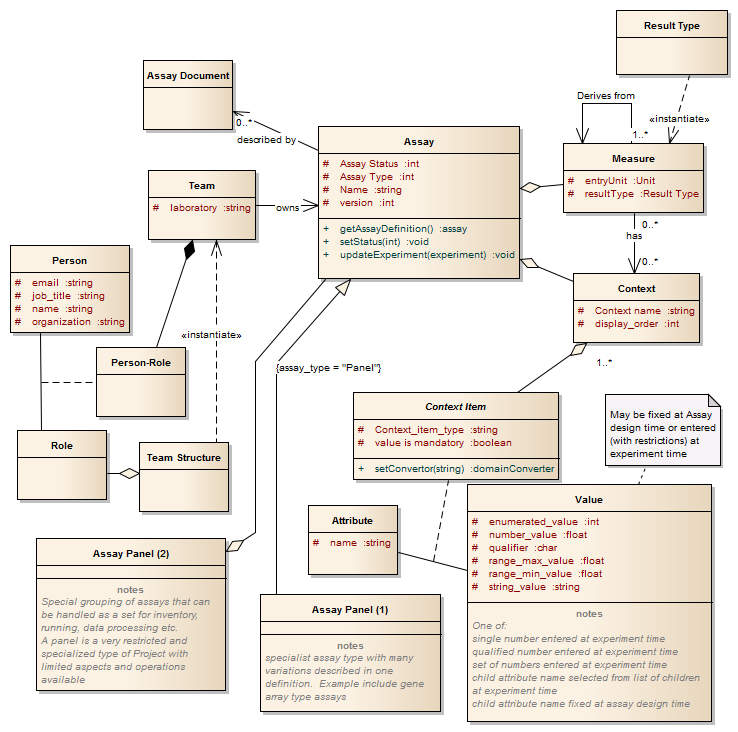 Result Type
Assay Document
Derives from
«instantiate»
0..*
described by
1..*
Assay
# Assay Status :int
# Assay Type :int
# Name :string
# version :int
+ getAssayDefinition() :assay
+ setStatus(int) :void
+ updateExperiment(experiment) :void
Measure
# entryUnit :Unit
# resultType :Result Type
Team
# laboratory :string
owns
0..*
has
0..*
Person
# email :string
# job_title :string
# name :string
# organization :string
Context
# Context name :string
# display_order :int
«instantiate»
Person-Role
{assay_type = "Panel"}
1..*
Context Item
# Context_item_type :string
# value is mandatory :boolean
+ setConvertor(string) :domainConverter
May be fixed at Assay
design time or entered
(with restrictions) at
experiment time
Role
Team Structure
Value
# enumerated_value :int
# number_value :float
# qualifier :char
# range_max_value :float
# range_min_value :float
# string_value :string
notes
One of:
single number entered at experiment time
qualified number entered at experiment time
set of numbers entered at experiment time
child attribute name selected from list of children
at experiment time
child attribute name fixed at assay design time
Attribute
# name :string
Assay Panel (2)
notes
Special grouping of assays that can
be handled as a set for inventory,
running, data processing etc.
A panel is a very restricted and
specialized type of Project with
limited aspects and operations
available
Assay Panel (1)
notes
specialist assay type with many
variations described in one
definition.  Example include gene
array type assays